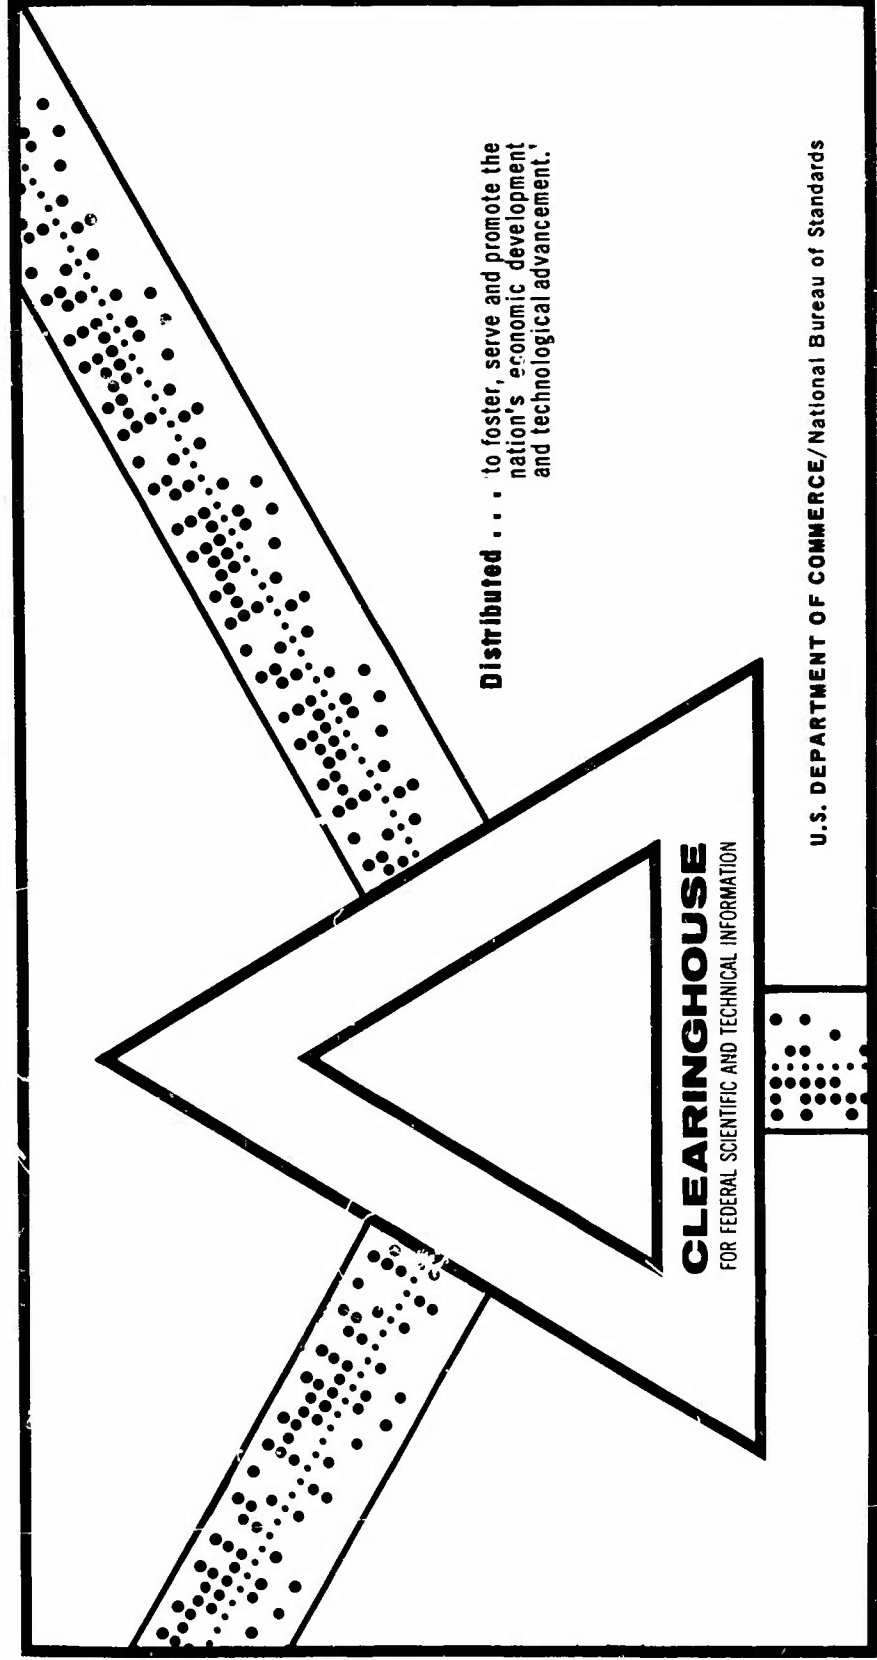 Distributed . . . 'to foster, serve and promote the
nation's economic development
and technological advancement.'
CLEARINGHOUSE
FOR FEDERAL SCIENTIFIC AND TECHNICAL INFORMATION
U.S. DEPARTMENT OF COMMERCE/National Bureau of Standards